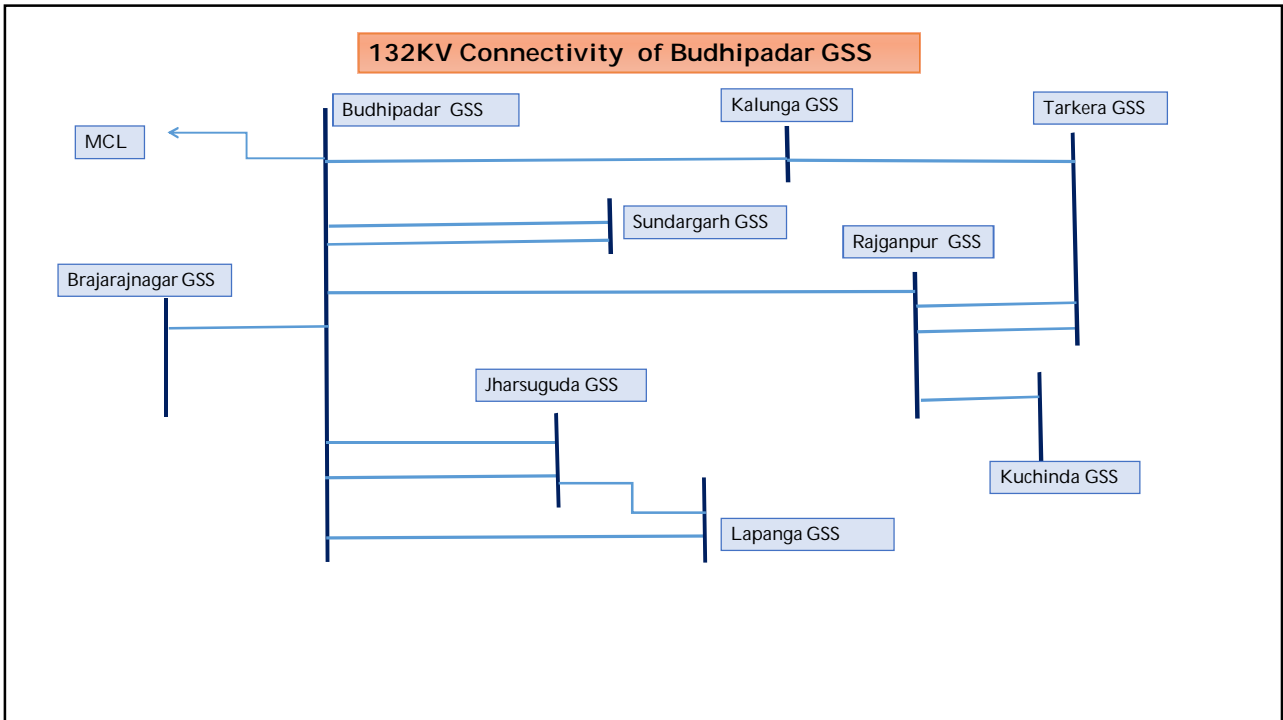 132KV Connectivity of Budhipadar GSS
Budhipadar GSS
Kalunga GSS
Tarkera GSS
MCL
Sundargarh GSS
Rajganpur GSS
Brajarajnagar GSS
Jharsuguda GSS
Kuchinda GSS
Lapanga GSS